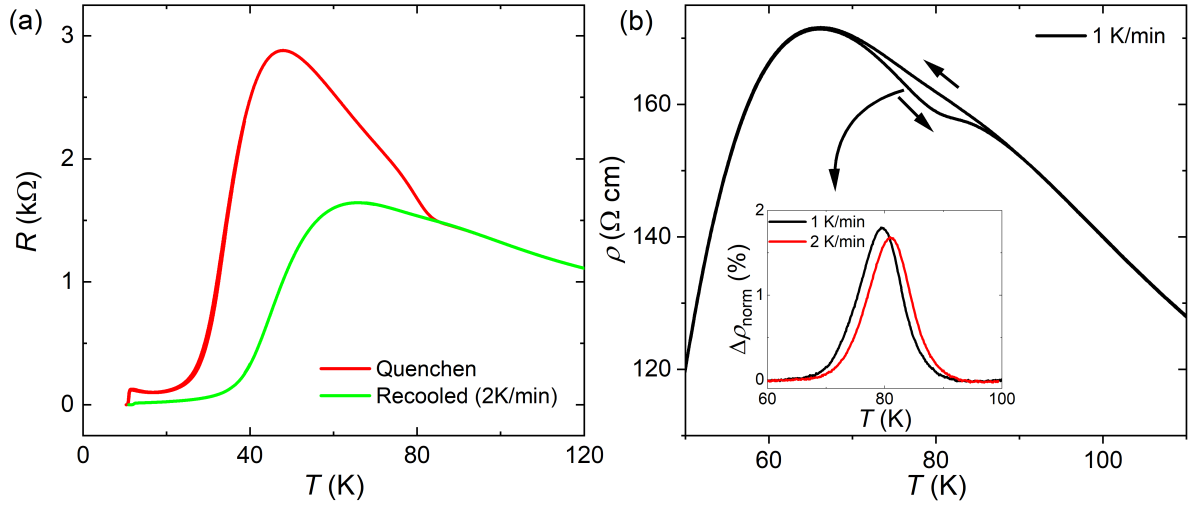 (a)
3
2
1
0
R (kΩ)
Quenchen
Recooled (2K/min)
0 40 80 120
T (K)
(b)
1 K/min
160
140
120
ρ (Ω cm)
2
1
0
Δρnorm (%)
1 K/min
2 K/min
60 80 100
T (K)
60 80 100
T (K)